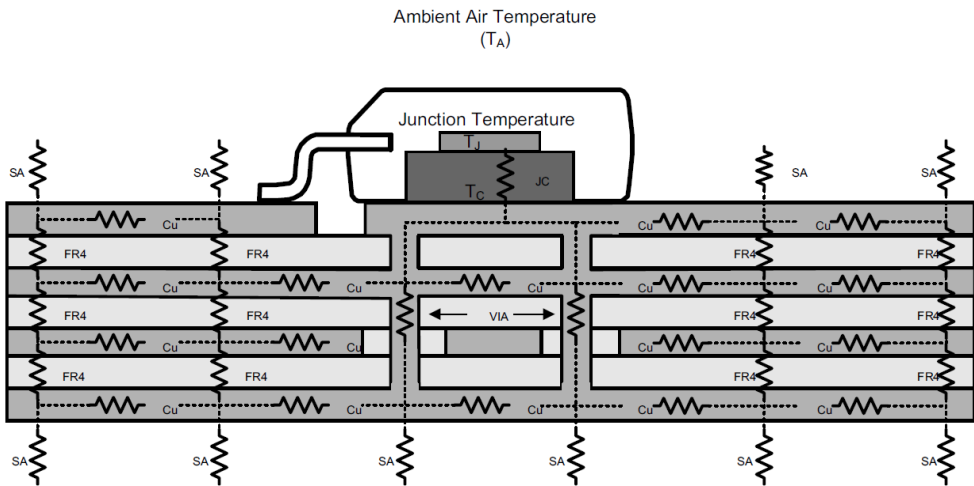 Ambient Air Temperature
(TA)
Junction Temperature
TJ
SA SA SA SA
TC JC
Cu Cu Cu
FR4 FR4 FR4 FR4
Cu Cu Cu Cu Cu
FR4 FR4 VIA FR4 FR4
Cu Cu Cu Cu
FR4 FR4 FR4 FR4
Cu Cu Cu Cu Cu
SA SA SA SA SA SA